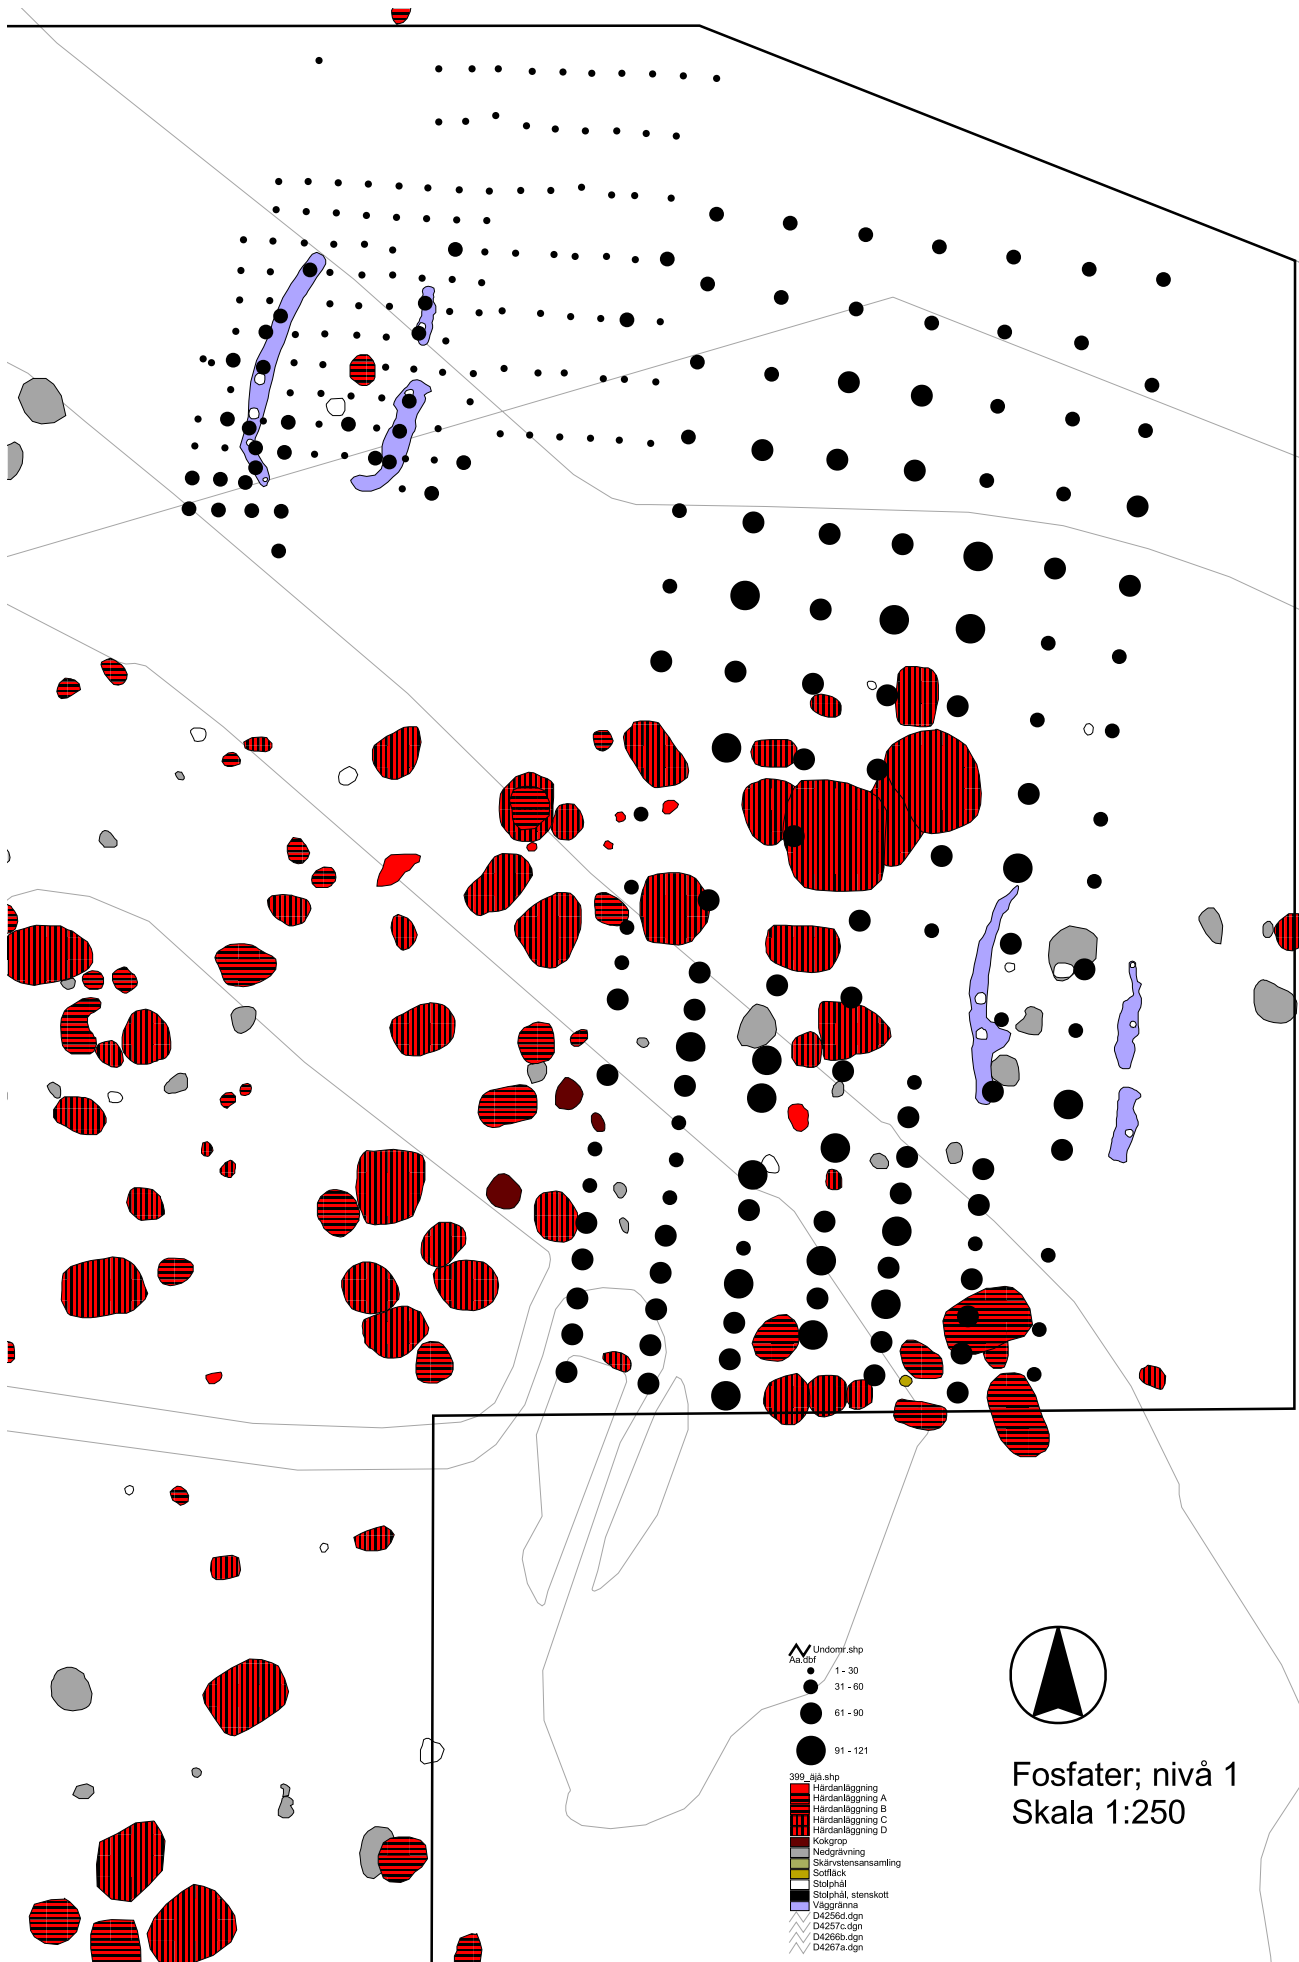 Undomr.shp
Aa.dbf
1 - 30
31 - 60
61 - 90
91 - 121
399_äjå.shp
Härdanläggning
Härdanläggning A
Härdanläggning B
Härdanläggning C
Härdanläggning D
Kokgrop
Nedgrävning
Skärvstensansamling
Sotfläck
Stolphål
Stolphål, stenskott
Väggränna
D4256d.dgn
D4257c.dgn
D4266b.dgn
D4267a.dgn
Fosfater; nivå 1
Skala 1:250